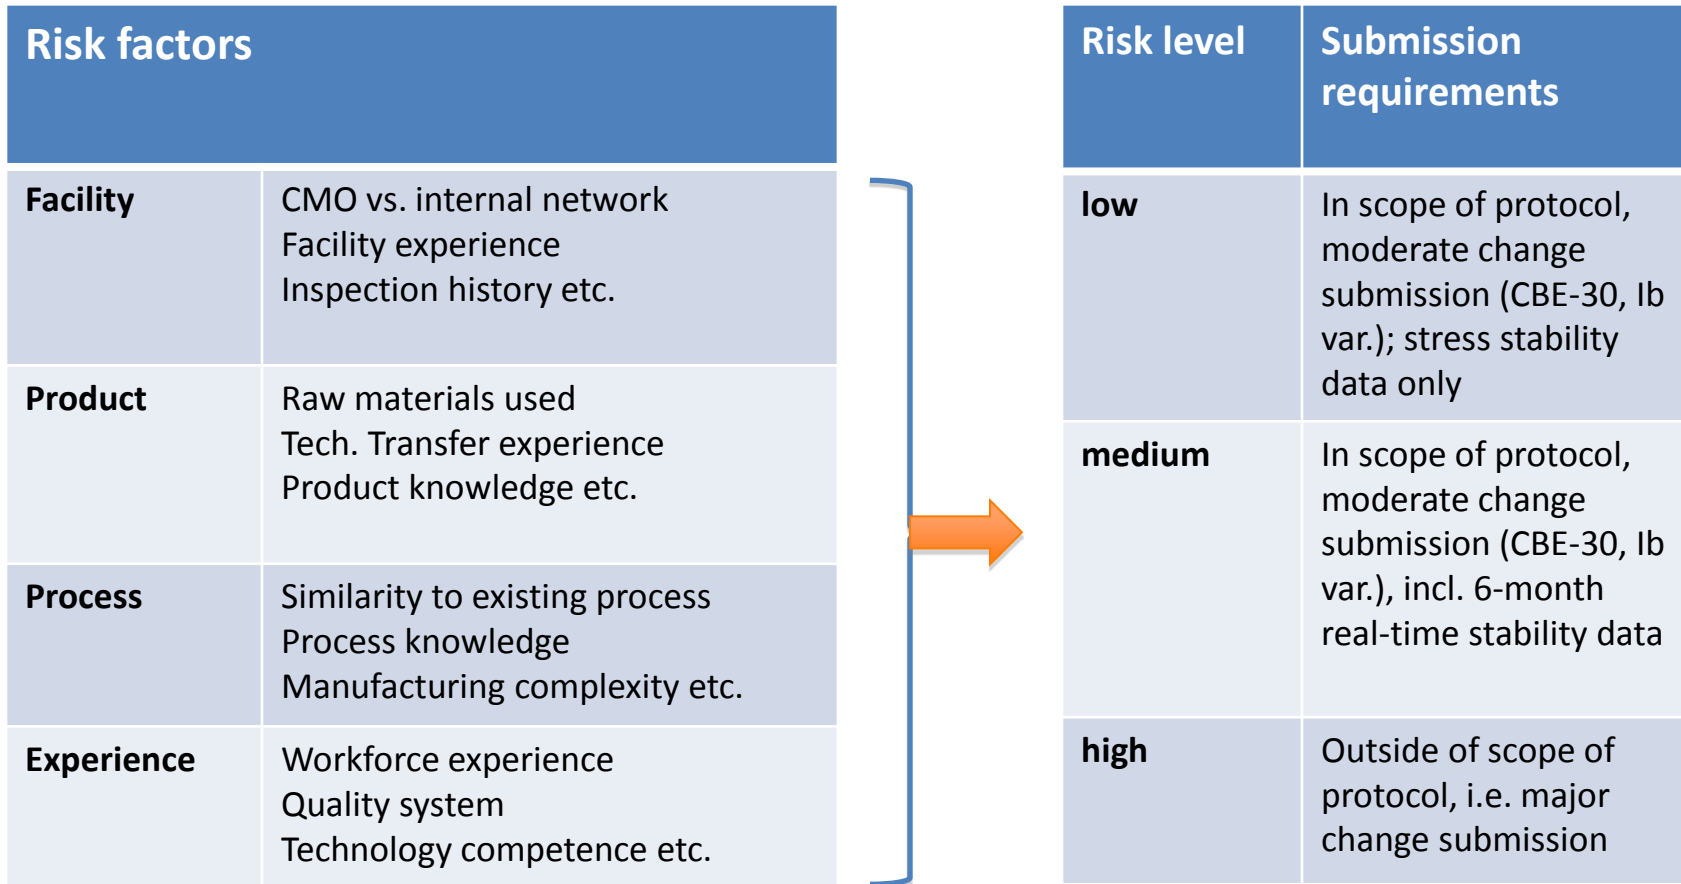 Risk factors
Facility
CMO vs. internal network
Facility experience
Inspection history etc.
Product
Raw materials used
Tech. Transfer experience
Product knowledge etc.
Process
Similarity to existing process
Process knowledge
Manufacturing complexity etc.
Experience
Workforce experience
Quality system
Technology competence etc.
Risk level
Submission
requirements
low
In scope of protocol,
moderate change
submission (CBE-30, Ib
var.); stress stability
data only
medium
In scope of protocol,
moderate change
submission (CBE-30, Ib
var.), incl. 6-month
real-time stability data
high
Outside of scope of
protocol, i.e. major
change submission